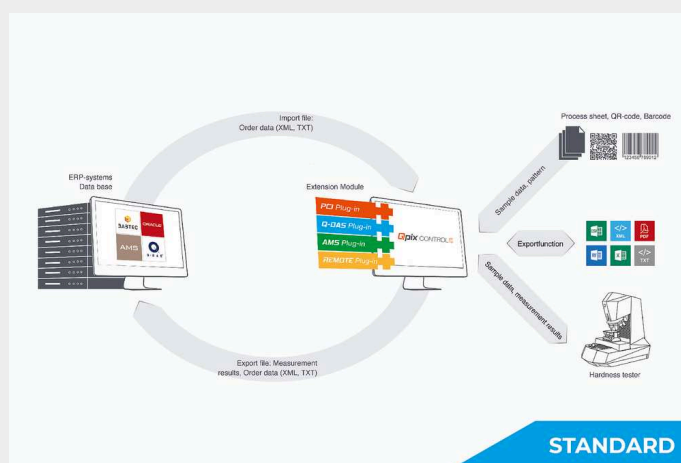 Import file:
Order data (XML, TXT)
Process sheet, QR-code, Barcode
123456 789012
Sample data, pattern
ERP-systems
Data base
ORACLE
AMS
Extension Module
PCI Plug-in
Q-DAS Plug-in
AMS Plug-in
REMOTE Plug-in
Qpix CONTROL
Exportfunction
XML
PDF
TXT
Sample data, measurement results
Hardness tester
Export file: Measurement
results, Order data (XML, TXT)
STANDARD